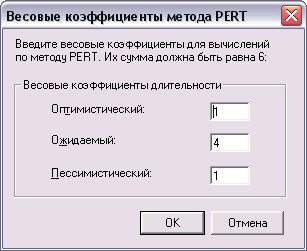 Весовые коэффициенты метода PERT
Введите весовые коэффициенты для вычислений
по методу PERT. Их сумма должна быть равна 6:
Весовые коэффициенты длительности
Оптимистический:
1
Ожидаемый:
4
Пессимистический:
1
OK
Отмена